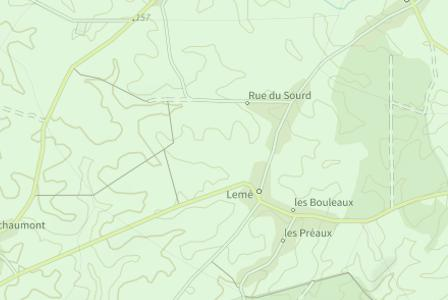 Rue du Sourd
Lemé
les Bouleaux
chaumont
les Préaux